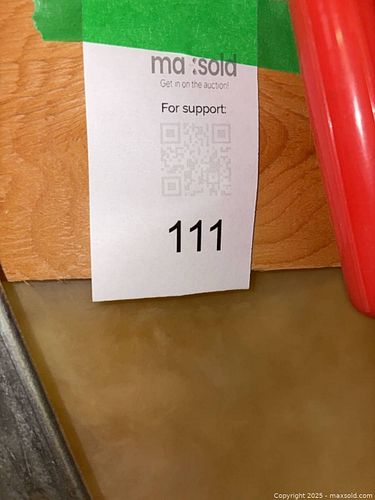 ma:sold
Get in on the auction!
For support:
111
Copyright 2025 - maxsold.com